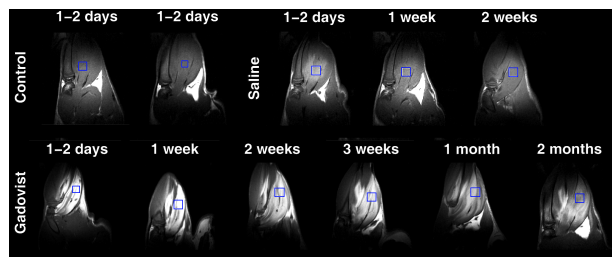 1-2 days 1-2 days 1-2 days 1 week 2 weeks
Control
Saline
1-2 days 1 week 2 weeks 3 weeks 1 month 2 months
Gadovist